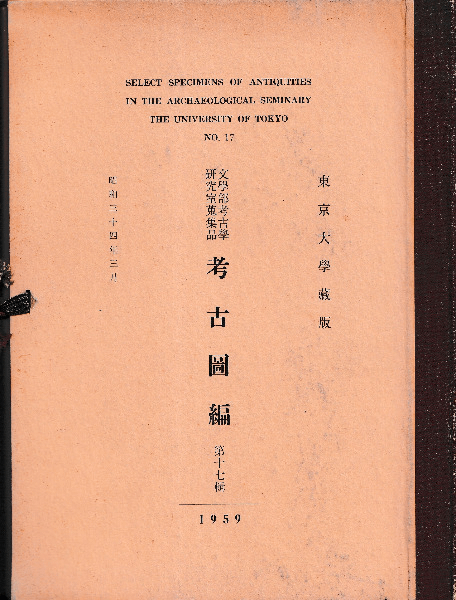 SELECT SPECIMENS OF ANTIQUITIES
IN THE ARCHAEOLOGICAL SEMINARY
THE UNIVERSITY OF TOKYO
NO. 17
東京大學藏版
文學部考古學
研究室蒐集品
考古圖編
第十七輯
昭和三十四年三月
1959